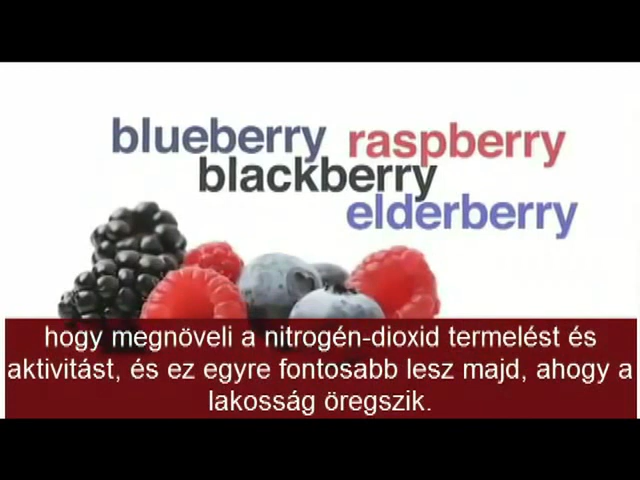 blueberry raspberry
blackberry
elderberry
hogy megnöveli a nitrogén-dioxid termelést és
aktivitást, és ez egyre fontosabb lesz majd, ahogy a
lakosság öregszik.